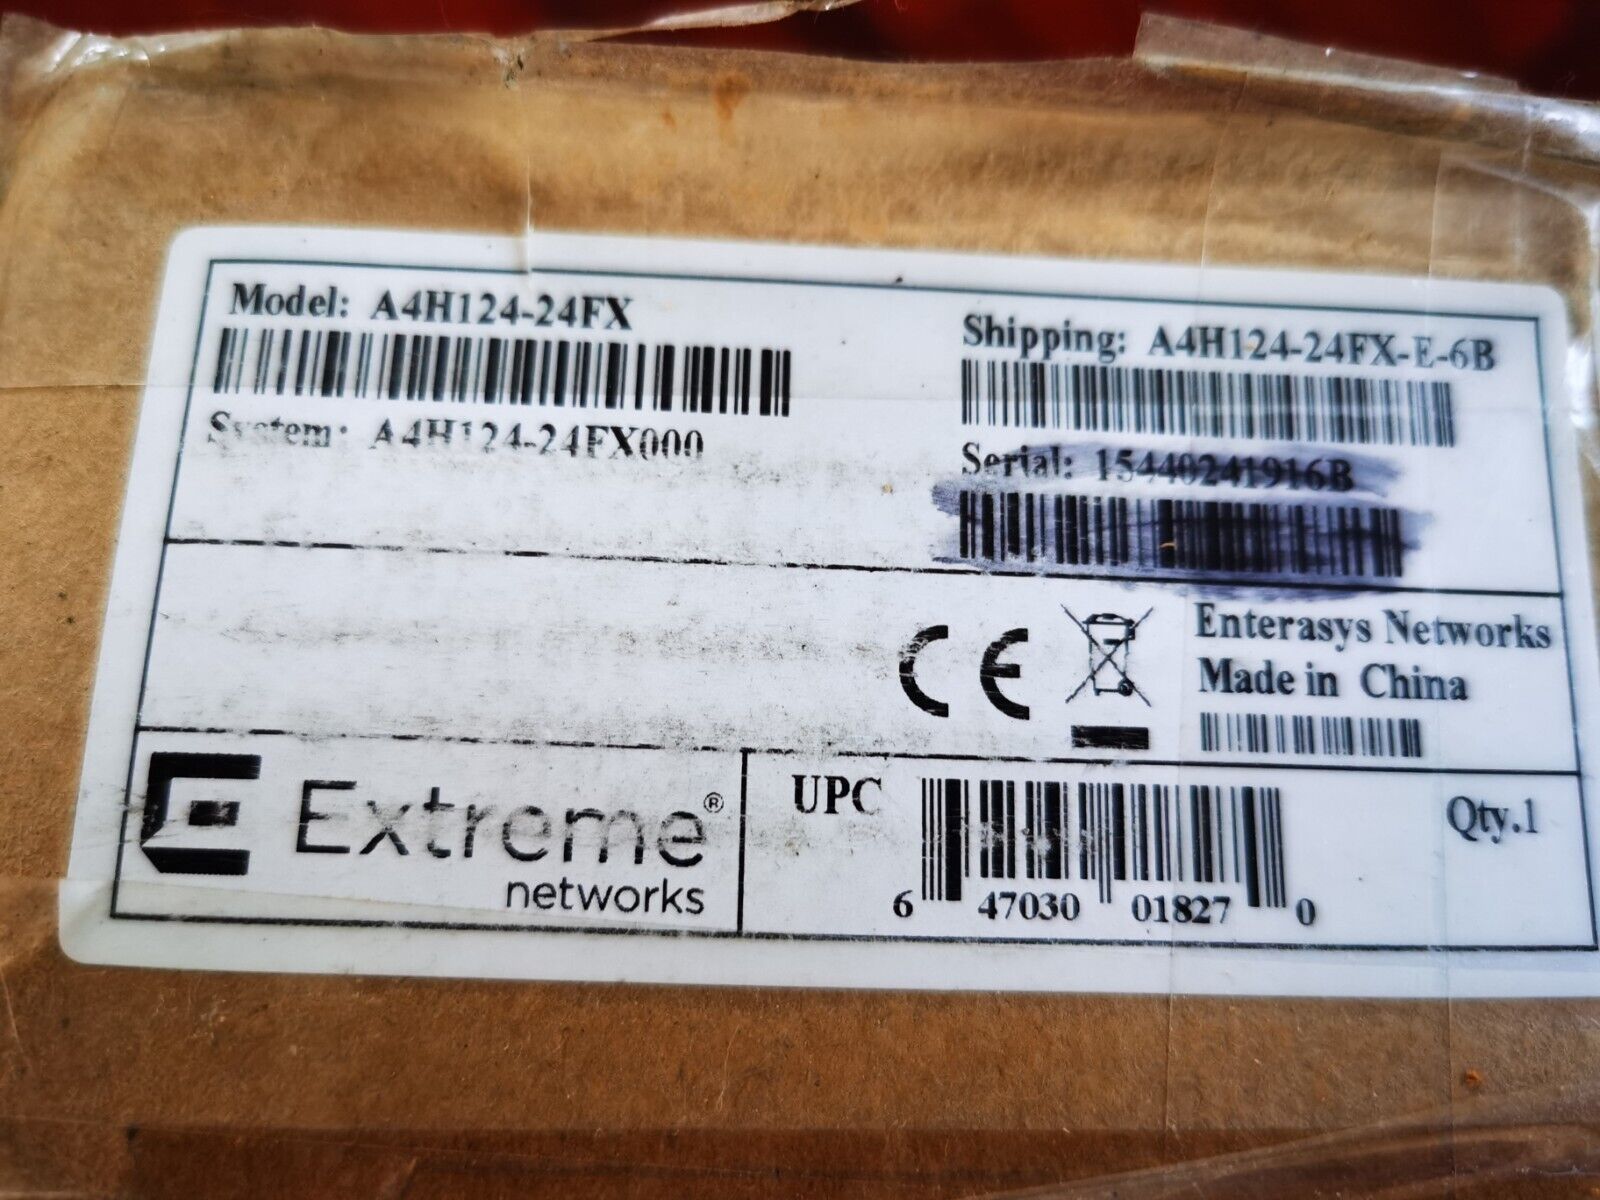 Model: A4H124-24FX
Shipping: A4H124-24FX-E-6B
System: A4H124-24FX000
Serial: 15440241916B
CE
Enterasys Networks
Made in China
E Extreme®
networks
UPC
Qty.1
6 47030 01827 0